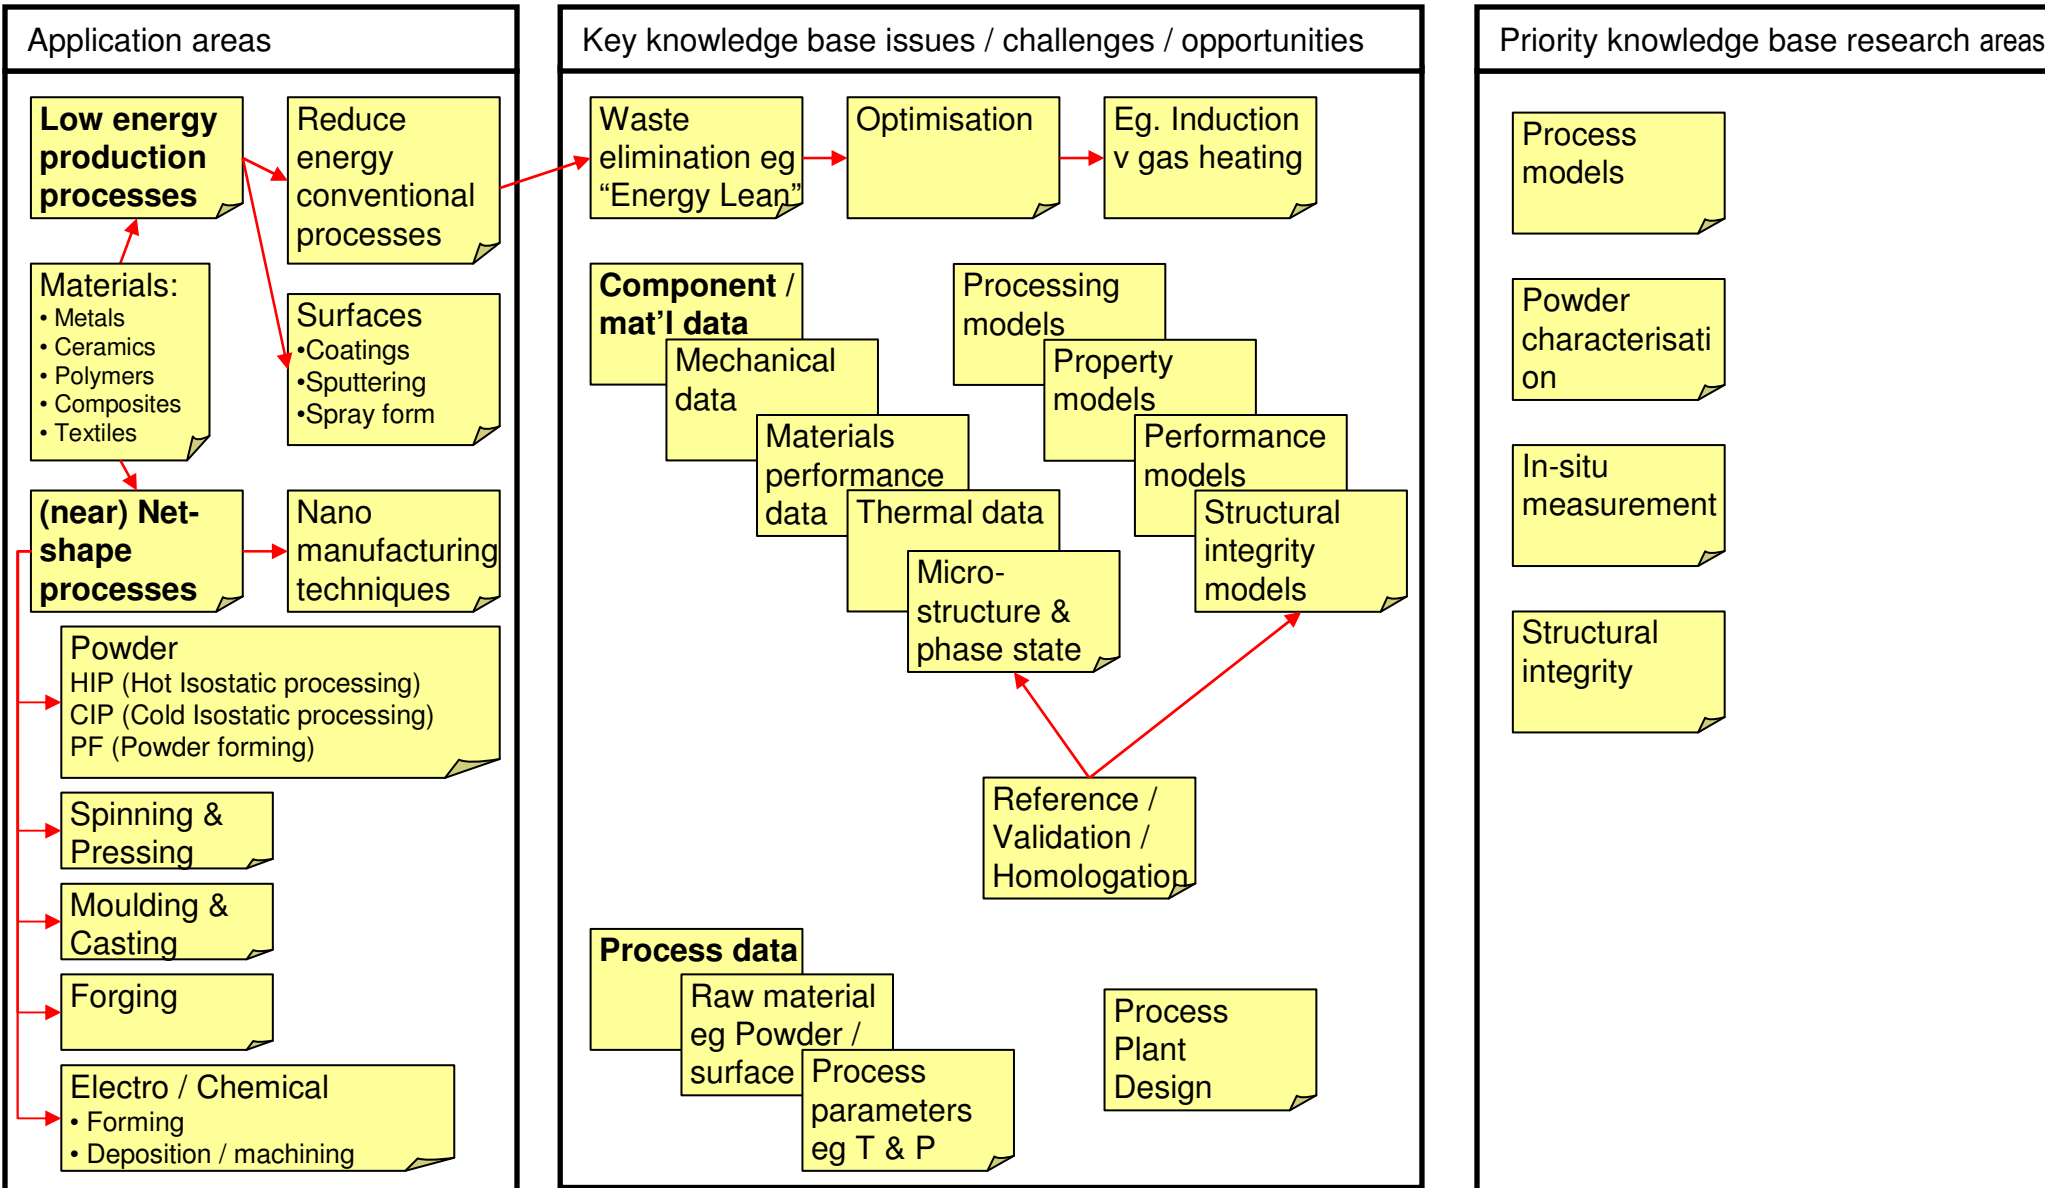 Application areas
Low energy
production
processes
Reduce
energy
conventional
processes
Materials:
• Metals
• Ceramics
• Polymers
• Composites
• Textiles
Surfaces
•Coatings
•Sputtering
•Spray form
(near) Net-
shape
processes
Nano
manufacturing
techniques
Powder
HIP (Hot Isostatic processing)
CIP (Cold Isostatic processing)
PF (Powder forming)
Spinning &
Pressing
Moulding &
Casting
Forging
Electro / Chemical
• Forming
• Deposition / machining
Key knowledge base issues / challenges / opportunities
Waste
elimination eg
“Energy Lean”
Optimisation
Eg. Induction
v gas heating
Component /
mat’l data
Mechanical
data
Materials
performance
data
Thermal data
Micro-
structure &
phase state
Processing
models
Property
models
Performance
models
Structural
integrity
models
Reference /
Validation /
Homologation
Process data
Raw material
eg Powder /
surface
Process
parameters
eg T & P
Process
Plant
Design
Priority knowledge base research areas
Process
models
Powder
characterisati
on
In-situ
measurement
Structural
integrity